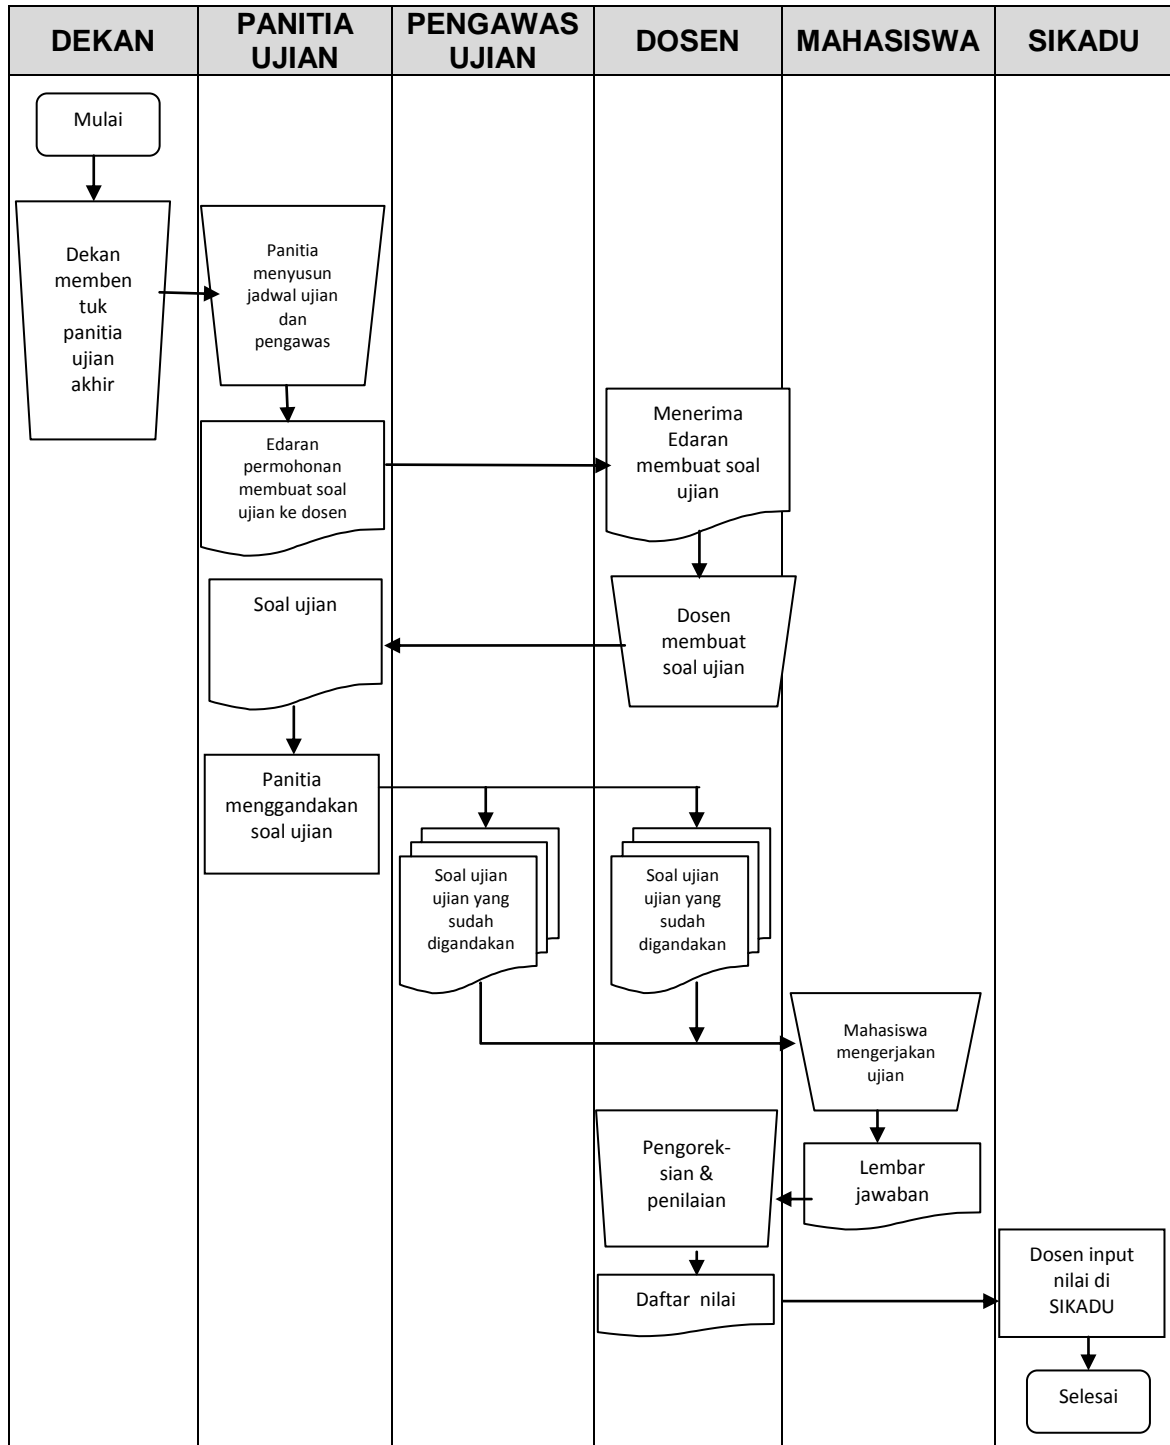 DEKAN
PANITIA
UJIAN
PENGAWAS
UJIAN
DOSEN
MAHASISWA
SIKADU
Mulai
Dekan
memben
tuk
panitia
ujian
akhir
Panitia
menyusun
jadwal ujian
dan
pengawas
Edaran
permohonan
membuat soal
ujian ke dosen
Menerima
Edaran
membuat soal
ujian
Dosen
membuat
soal ujian
Soal ujian
Panitia
menggandakan
soal ujian
Soal ujian
ujian yang
sudah
digandakan
Soal ujian
ujian yang
sudah
digandakan
Mahasiswa
mengerjakan
ujian
Lembar
jawaban
Pengorek-
sian &
penilaian
Daftar nilai
Dosen input
nilai di
SIKADU
Selesai